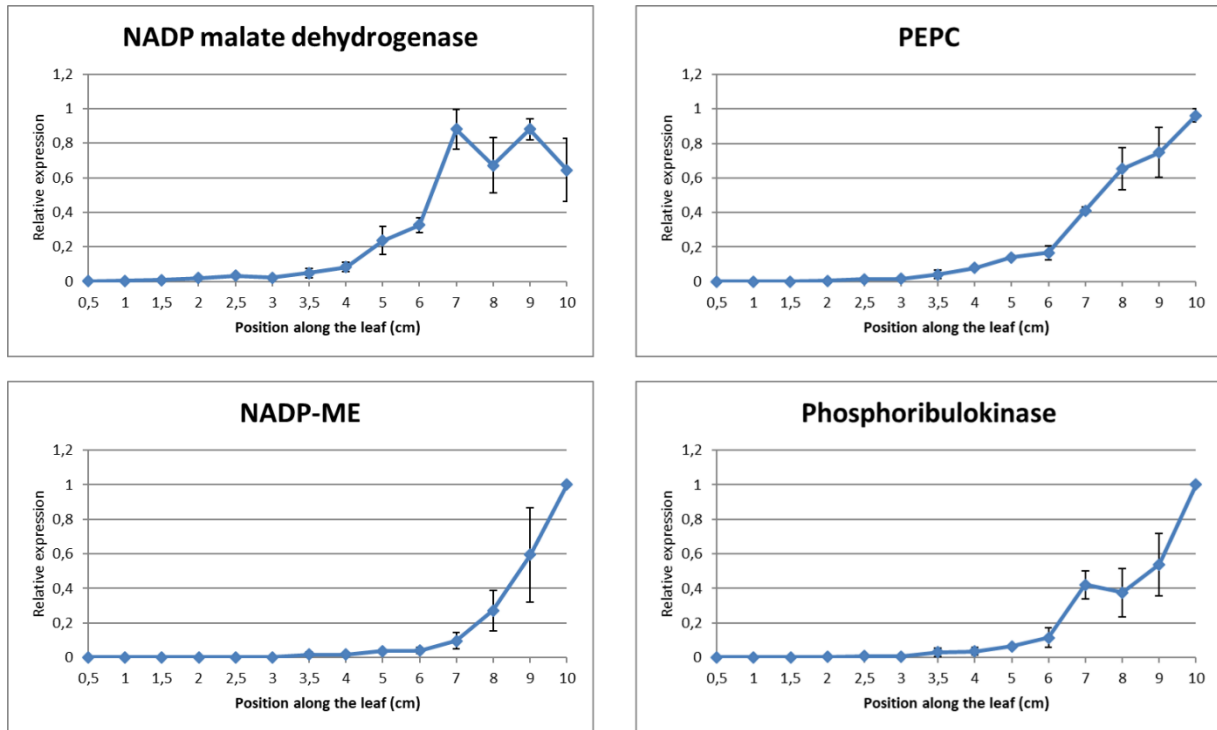 NADP malate dehydrogenase
1,2
1
0,8
0,6
0,4
0,2
0
Relative expression
0,5 1 1,5 2 2,5 3 3,5 4 5 6 7 8 9 10
Position along the leaf (cm)
PEPC
1,2
1
0,8
0,6
0,4
0,2
0
Relative expression
0,5 1 1,5 2 2,5 3 3,5 4 5 6 7 8 9 10
Position along the leaf (cm)
NADP-ME
1,2
1
0,8
0,6
0,4
0,2
0
Relative expression
0,5 1 1,5 2 2,5 3 3,5 4 5 6 7 8 9 10
Position along the leaf (cm)
Phosphoribulokinase
1,2
1
0,8
0,6
0,4
0,2
0
Relative expression
0,5 1 1,5 2 2,5 3 3,5 4 5 6 7 8 9 10
Position along the leaf (cm)